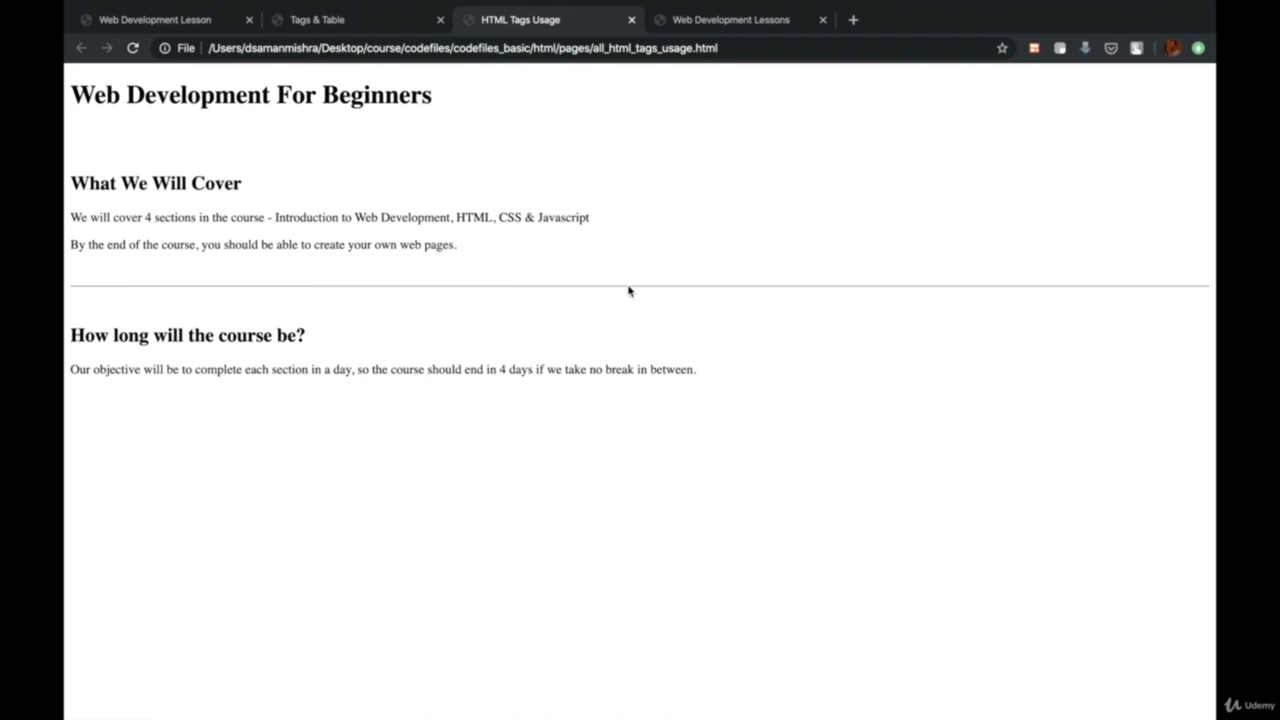 Web Development Lesson
Tags & Table
HTML Tags Usage
Web Development Lessons
File
/Users/dsamanmishra/Desktop/course/codefiles/codefiles_basic/html/pages/all_html_tags_usage.html
Web Development For Beginners
What We Will Cover
We will cover 4 sections in the course - Introduction to Web Development, HTML, CSS & Javascript
By the end of the course, you should be able to create your own web pages.
How long will the course be?
Our objective will be to complete each section in a day, so the course should end in 4 days if we take no break in between.
Udemy